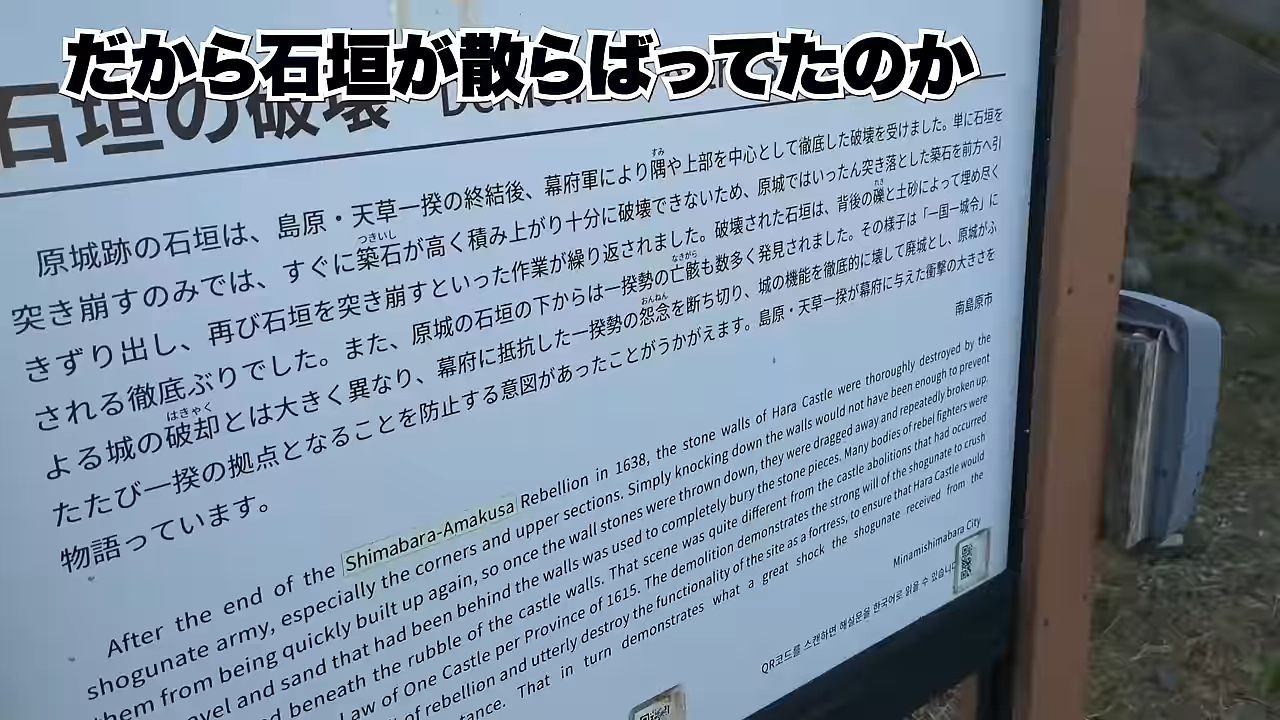 だから石垣が散らばってたのか
石垣の破壊
原城跡の石垣は、島原・天草一揆の終結後、幕府軍により隅や上部を中心として徹底した破壊を受けました。単に石垣を
突き崩すのみでは、すぐに築石が高く積み上がり十分に破壊できないため、原城ではいったん突き落とした築石を前方へ引
きずり出し、再び石垣を突き崩すといった作業が繰り返されました。破壊された石垣は、背後の礫と土砂によって埋め尽く
される徹底ぶりでした。また、原城の石垣の下からは一揆勢の亡骸も数多く発見されました。その様子は「一国一城令」に
よる城の破却とは大きく異なり、幕府に抵抗した一揆勢の怨念を断ち切り、城の機能を徹底的に壊して廃城とし、原城がふ
たたび一揆の拠点となることを防止する意図があったことがうかがえます。島原・天草一揆が幕府に与えた衝撃の大きさを
物語っています。
南島原市
After the end of the Shimabara-Amakusa Rebellion in 1638, the stone walls of Hara Castle were thoroughly destroyed by the
shogunate army, especially the corners and upper sections. Simply knocking down the walls would not have been enough to prevent
them from being quickly built up again, so once the wall stones were thrown down, they were dragged away and repeatedly broken up.
and sand that had been behind the walls was used to completely bury the stone pieces. Many bodies of rebel fighters were
beneath the rubble of the castle walls. That scene was quite different from the castle abolitions that had occurred
Law of One Castle per Province of 1615. The demolition demonstrates the strong will of the shogunate to crush
of rebellion and utterly destroy the functionality of the site as a fortress, to ensure that Hara Castle would
That in turn demonstrates what a great shock the shogunate received from the
Minamishimabara City
QR코드를 스캔하면 해설문을 한국어로 읽을 수 있습니다